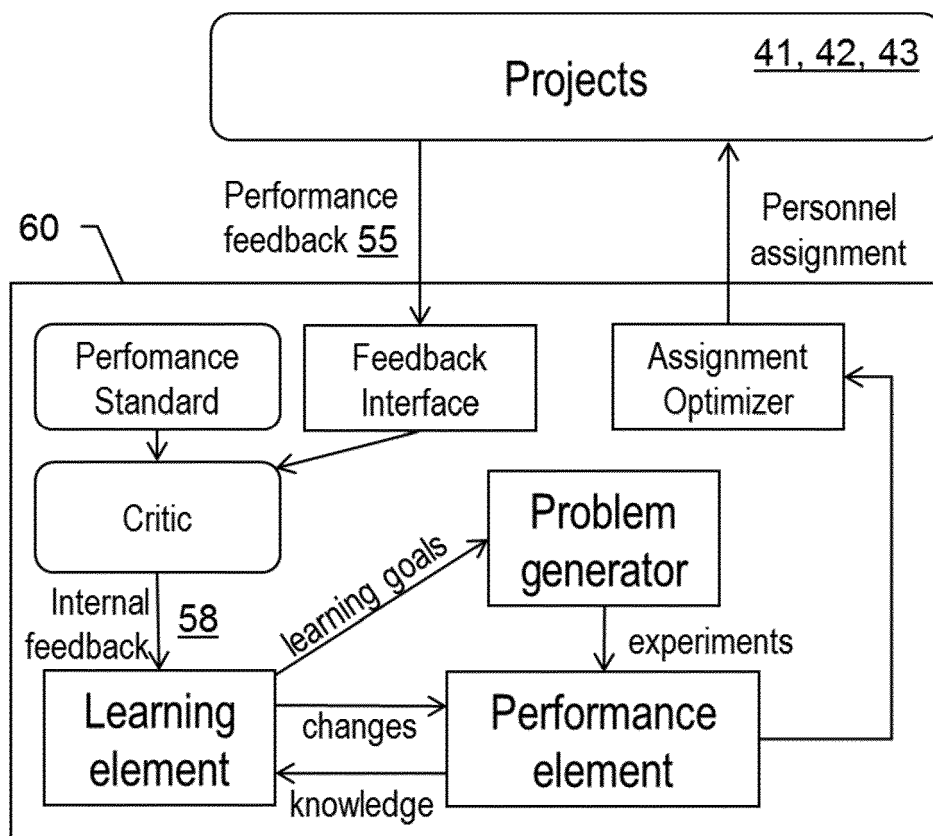 Projects
41, 42, 43
Performance
feedback 55
Personnel
assignment
60
Perfomance
Standard
Feedback
Interface
Assignment
Optimizer
Critic
Problem
generator
learning goals
Internal
feedback
58
experiments
Learning
element
changes
knowledge
Performance
element